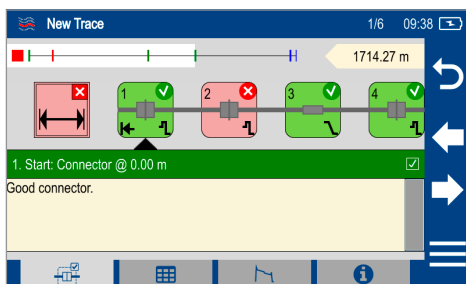 New Trace 1/6 09:38
1714.27 m
1 2 3 4
1. Start: Connector @ 0.00 m
Good connector.